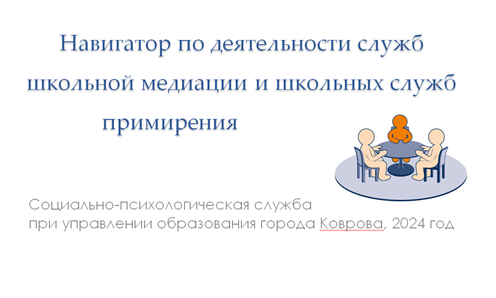 Навигатор по деятельности служб
школьной медиации и школьных служб
примирения
Социально-психологическая служба
при управлении образования города Коврова, 2024 год